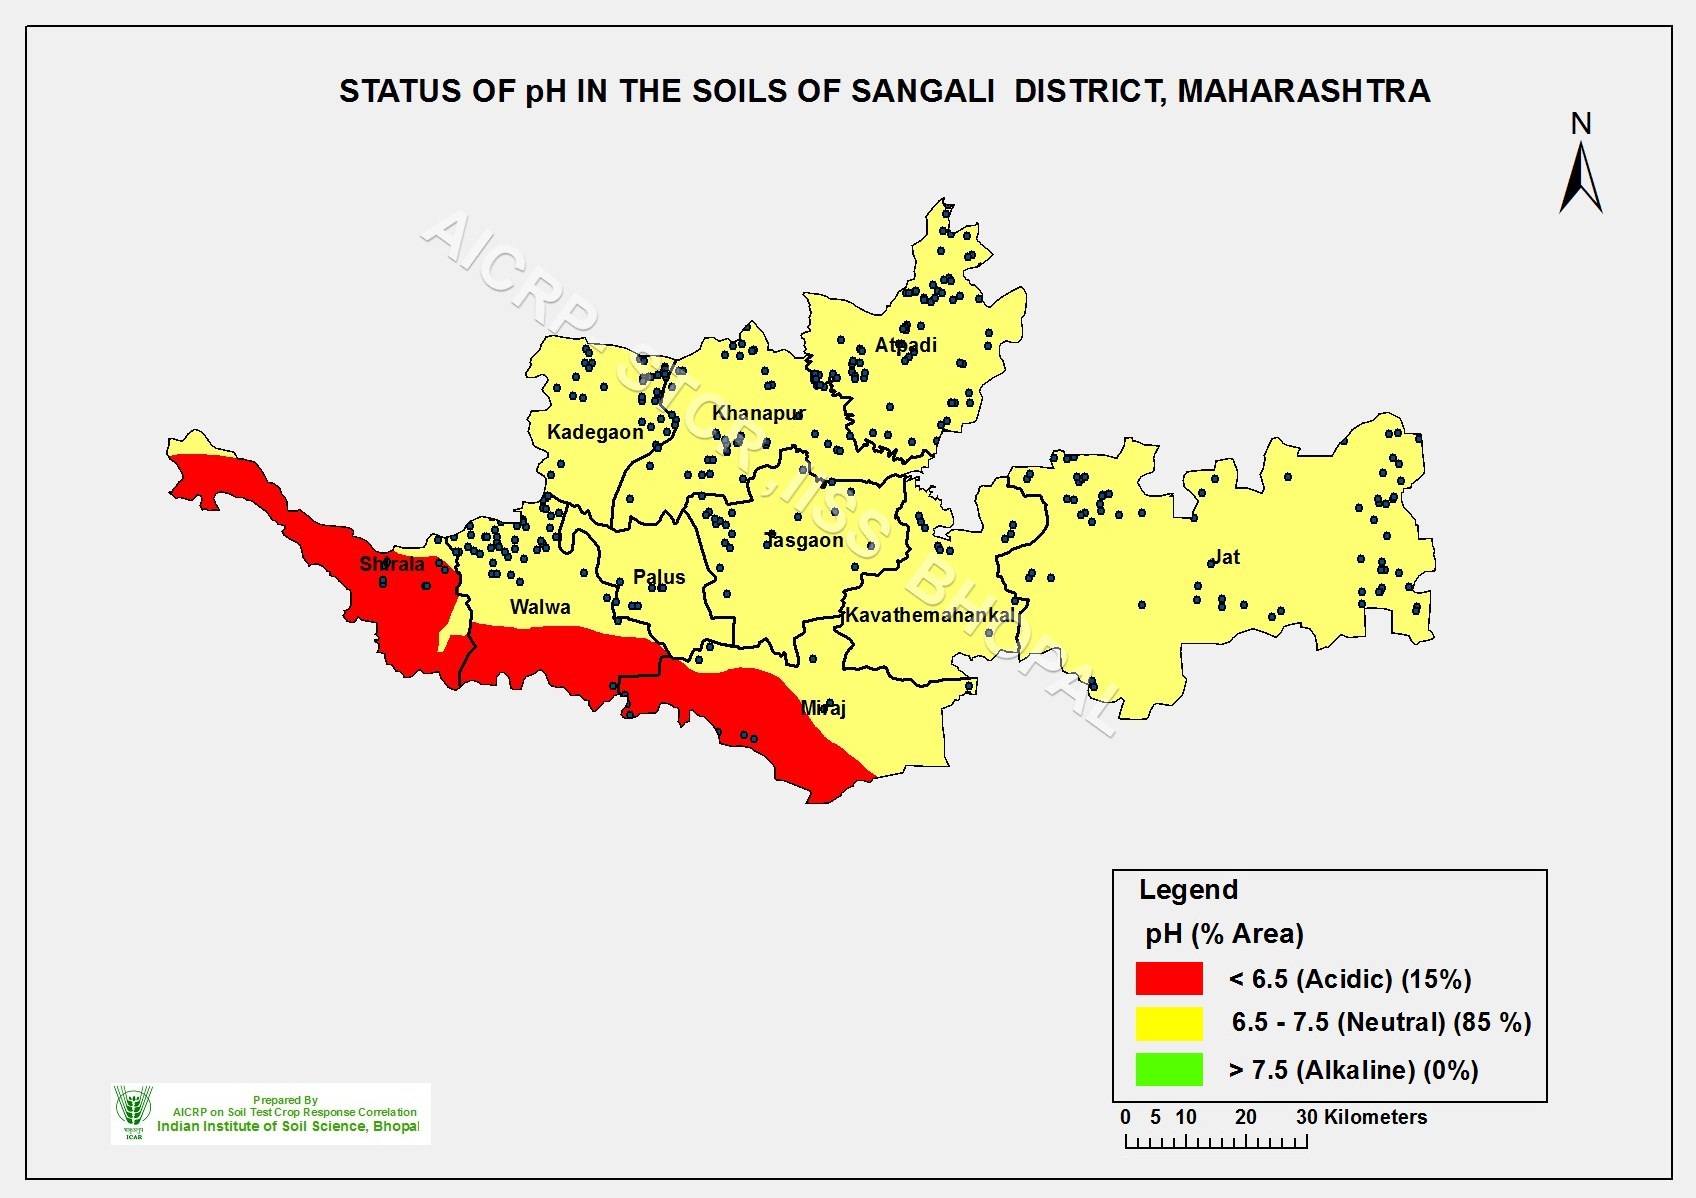 STATUS OF pH IN THE SOILS OF SANGALI DISTRICT, MAHARASHTRA
N
AICRP- STCR, IISS BHOPAL
Atpadi
Khanapur
Kadegaon
Tasgaon
Jat
Shirala
Palus
Walwa
Kavathemahankal
Miraj
Legend
pH (% Area)
< 6.5 (Acidic) (15%)
6.5 - 7.5 (Neutral) (85 %)
> 7.5 (Alkaline) (0%)
0 5 10 20 30 Kilometers
Prepared By
AICRP on Soil Test Crop Response Correlation
Indian Institute of Soil Science, Bhopal
ICAR